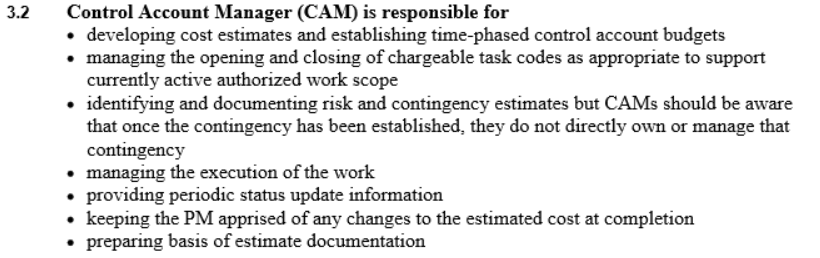 3.2 Control Account Manager (CAM) is responsible for
• developing cost estimates and establishing time-phased control account budgets
• managing the opening and closing of chargeable task codes as appropriate to support
currently active authorized work scope
• identifying and documenting risk and contingency estimates but CAMs should be aware
that once the contingency has been established, they do not directly own or manage that
contingency
• managing the execution of the work
• providing periodic status update information
• keeping the PM apprised of any changes to the estimated cost at completion
• preparing basis of estimate documentation